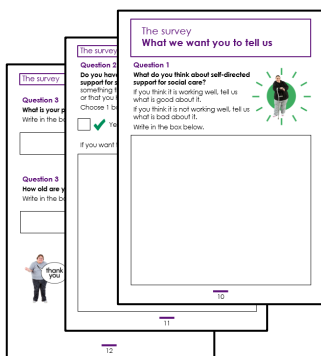 The survey
What we want you to tell us
Question 1
What do you think about self-directed
support for social care?
If you think it is working well, tell us
what is good about it.
If you think it is not working well, tell us
what is bad about it.
Write in the box below.
10
The survey
Question 2
Do you have
support for s
something t
or that you
Choose 1 bo
Ye
If you want
11
The survey
Question 3
What is your p
Write in the bo
Question 3
How old are y
Write in the bo
thank
you
12